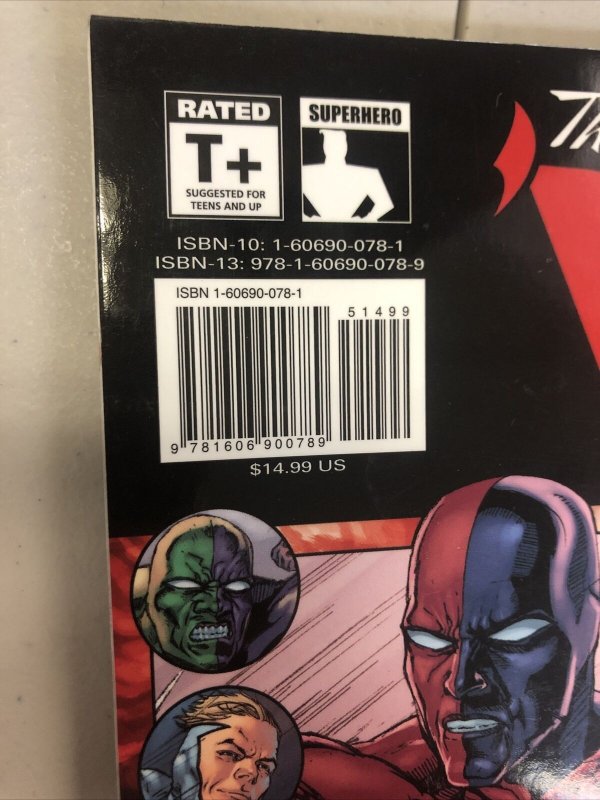 RATED
T+
SUGGESTED FOR
TEENS AND UP
SUPERHERO
ISBN-10: 1-60690-078-1
ISBN-13: 978-1-60690-078-9
ISBN 1-60690-078-1
51499
9 781606 900789
$14.99 US